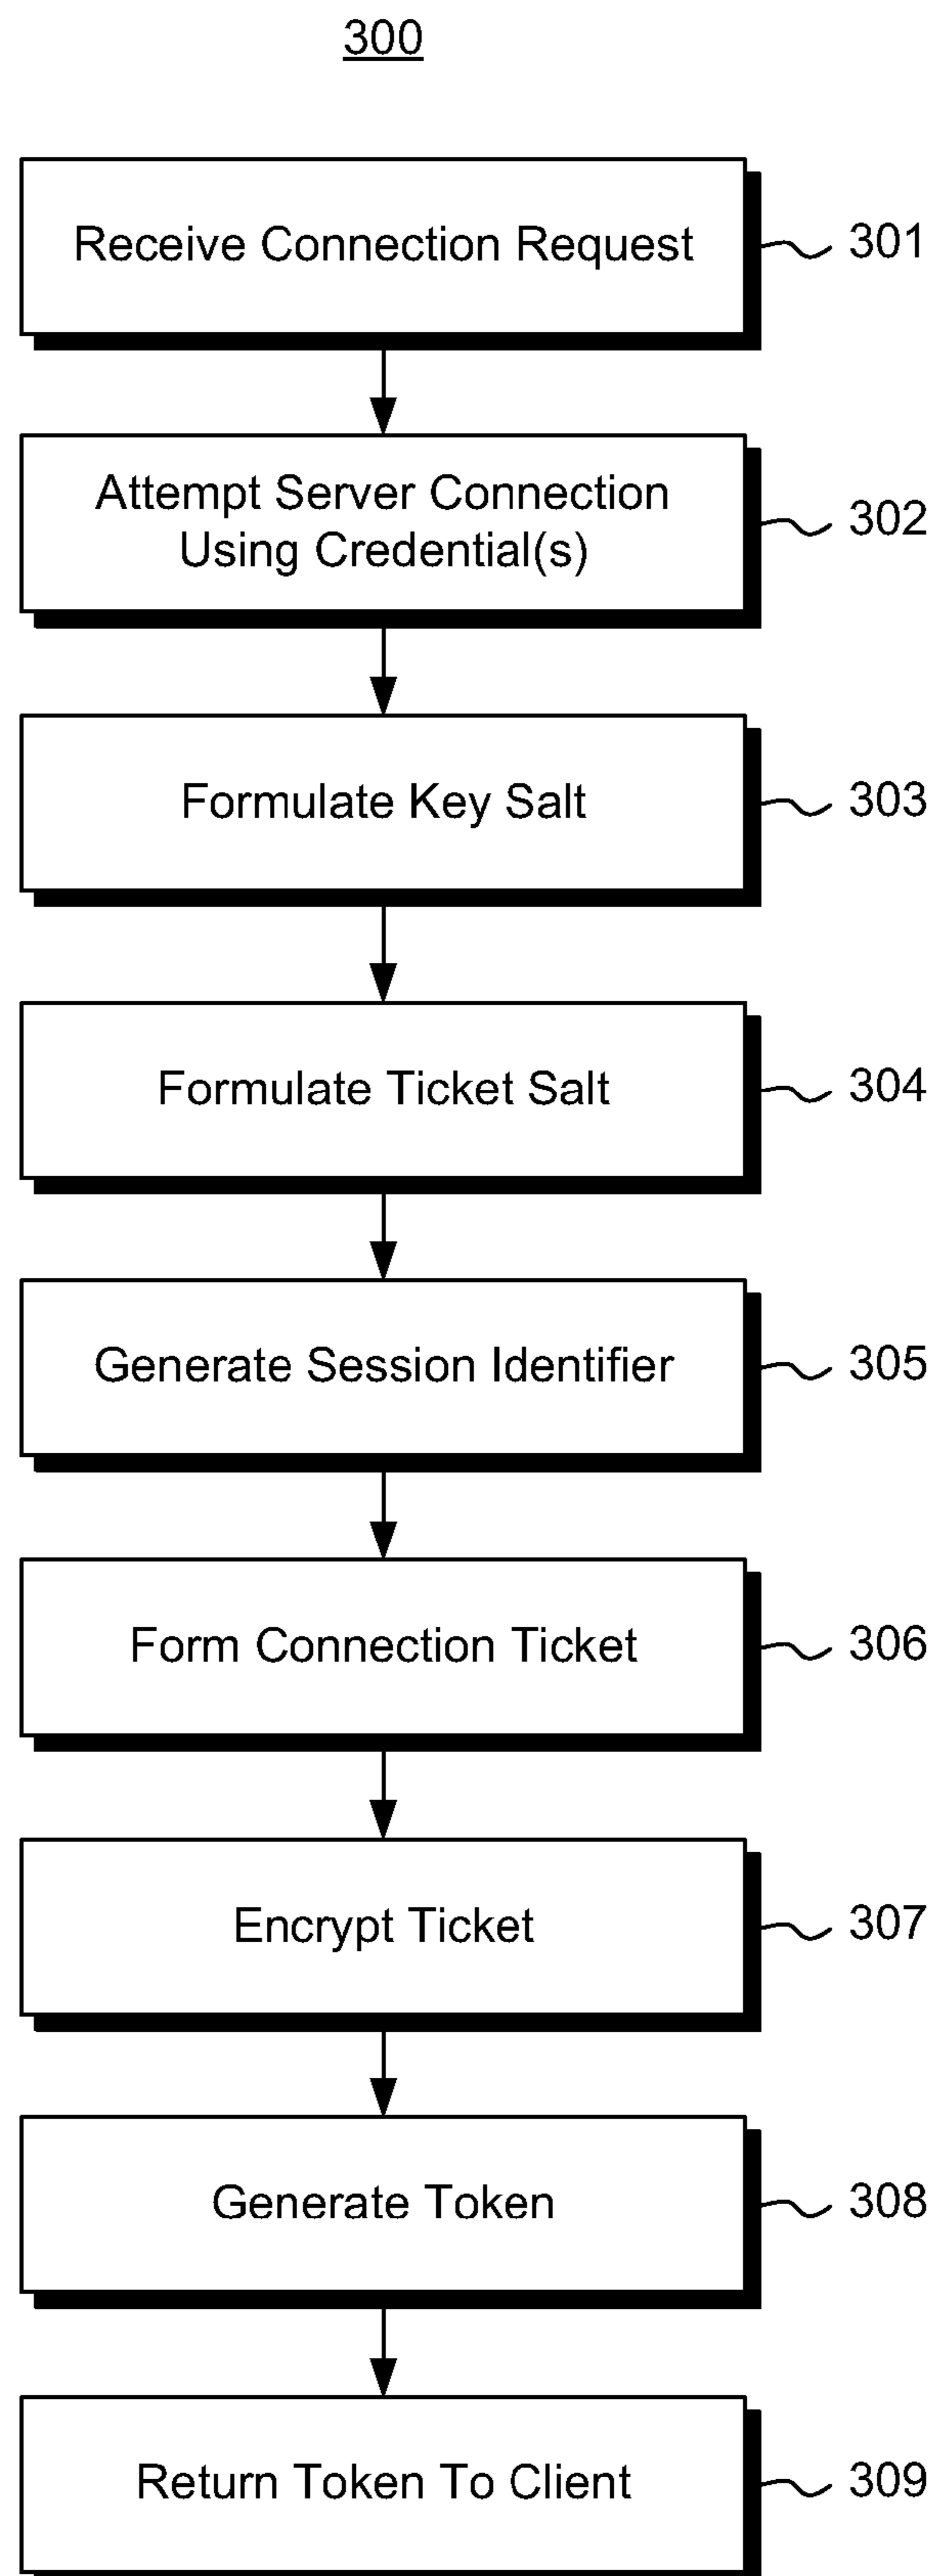 300
Receive Connection Request
301
Attempt Server Connection
Using Credential(s)
302
Formulate Key Salt
303
Formulate Ticket Salt
304
Generate Session Identifier
305
Form Connection Ticket
306
Encrypt Ticket
307
Generate Token
308
Return Token To Client
309